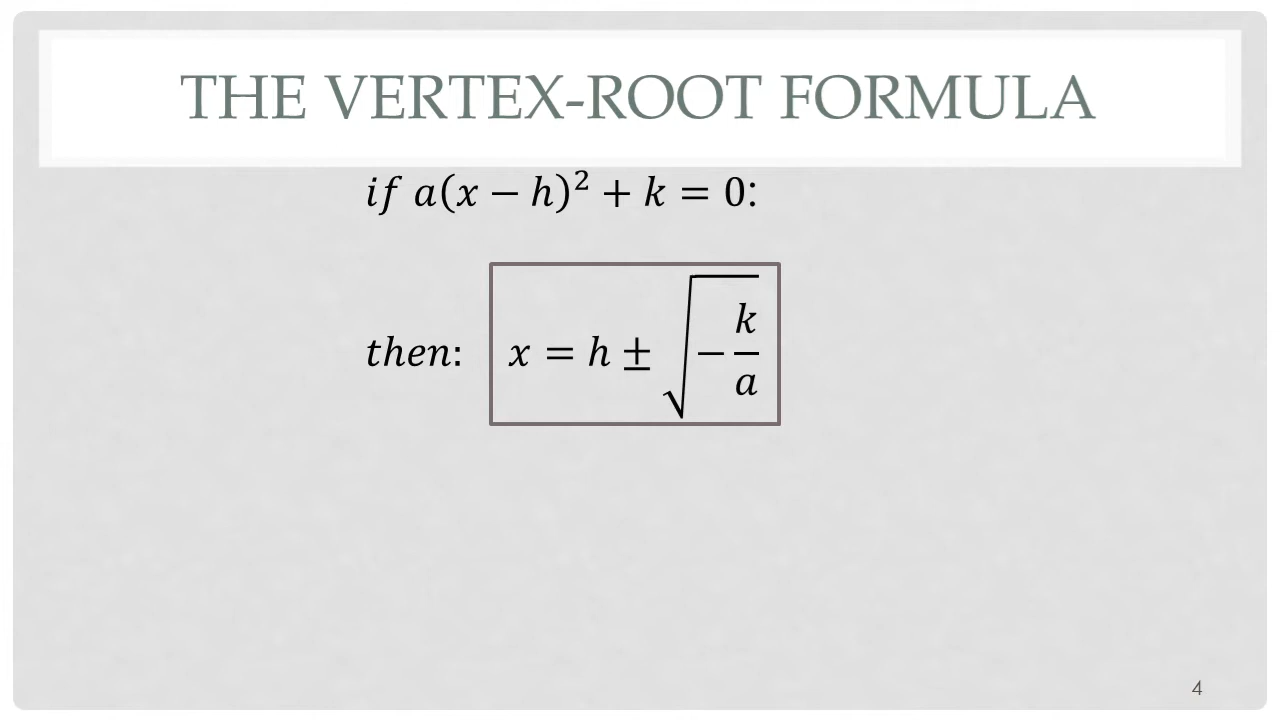 THE VERTEX-ROOT FORMULA
if a(x − h)² + k = 0:
then: x = h ± √(−k/a)
4